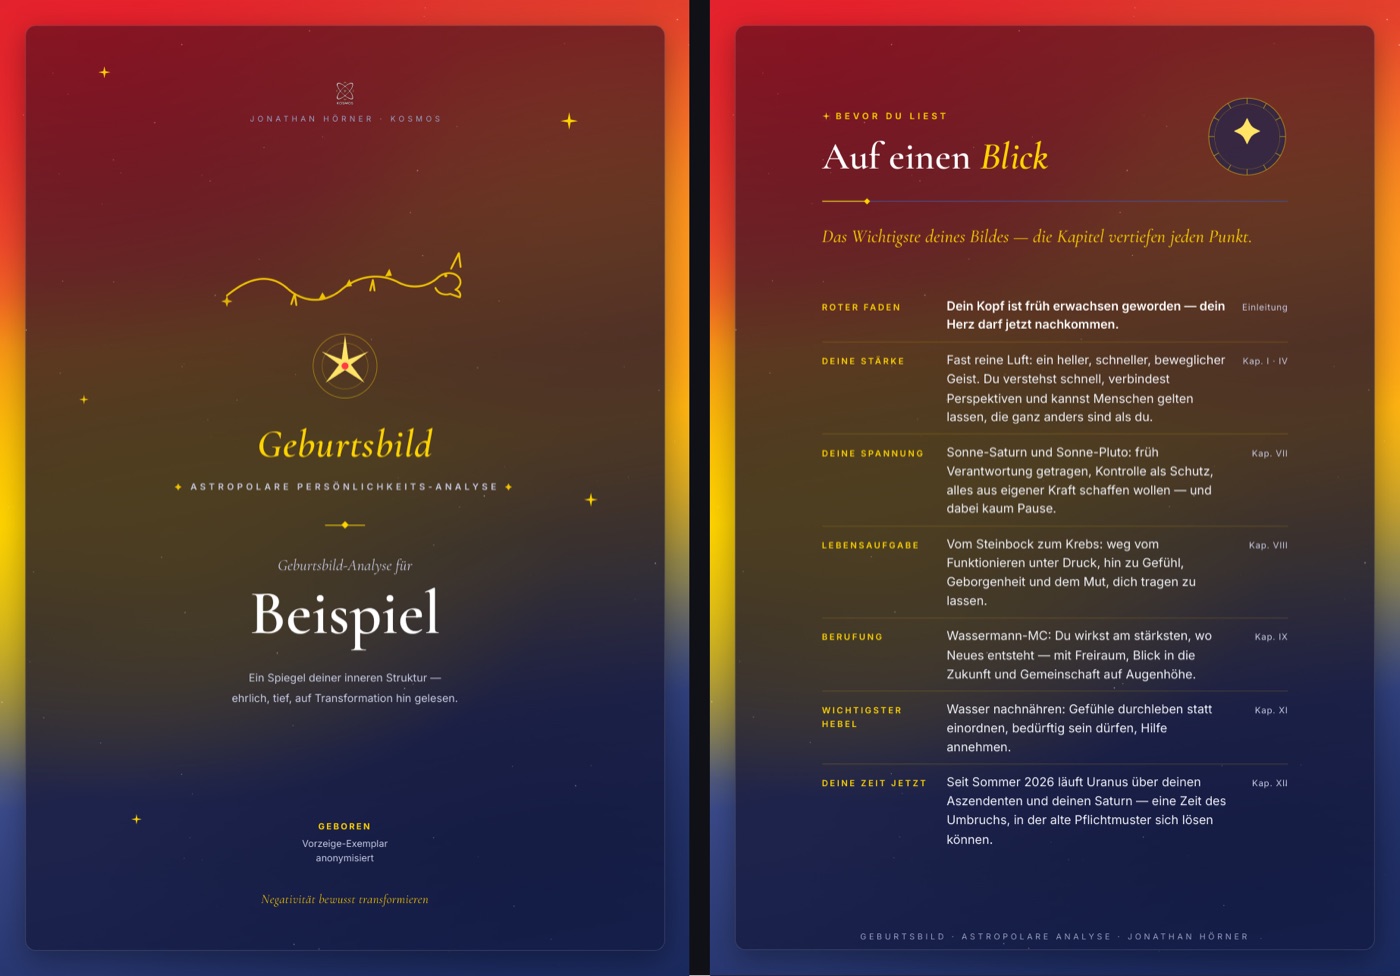 KOSMOS
JONATHAN HÖRNER · KOSMOS
Geburtsbild
ASTROPOLARE PERSÖNLICHKEITS-ANALYSE
Geburtsbild-Analyse für
Beispiel
Ein Spiegel deiner inneren Struktur —
ehrlich, tief, auf Transformation hin gelesen.
GEBOREN
Vorzeige-Exemplar
anonymisiert
Negativität bewusst transformieren
BEVOR DU LIEST
Auf einen Blick
Das Wichtigste deines Bildes — die Kapitel vertiefen jeden Punkt.
ROTER FADEN
Dein Kopf ist früh erwachsen geworden — dein
Herz darf jetzt nachkommen.
Einleitung
DEINE STÄRKE
Fast reine Luft: ein heller, schneller, beweglicher
Geist. Du verstehst schnell, verbindest
Perspektiven und kannst Menschen gelten
lassen, die ganz anders sind als du.
Kap. I · IV
DEINE SPANNUNG
Sonne-Saturn und Sonne-Pluto: früh
Verantwortung getragen, Kontrolle als Schutz,
alles aus eigener Kraft schaffen wollen — und
dabei kaum Pause.
Kap. VII
LEBENSAUFGABE
Vom Steinbock zum Krebs: weg vom
Funktionieren unter Druck, hin zu Gefühl,
Geborgenheit und dem Mut, dich tragen zu
lassen.
Kap. VIII
BERUFUNG
Wassermann-MC: Du wirkst am stärksten, wo
Neues entsteht — mit Freiraum, Blick in die
Zukunft und Gemeinschaft auf Augenhöhe.
Kap. IX
WICHTIGSTER
HEBEL
Wasser nachnähren: Gefühle durchleben statt
einordnen, bedürftig sein dürfen, Hilfe
annehmen.
Kap. XI
DEINE ZEIT JETZT
Seit Sommer 2026 läuft Uranus über deinen
Aszendenten und deinen Saturn — eine Zeit des
Umbruchs, in der alte Pflichtmuster sich lösen
können.
Kap. XII
GEBURTSBILD · ASTROPOLARE ANALYSE · JONATHAN HÖRNER